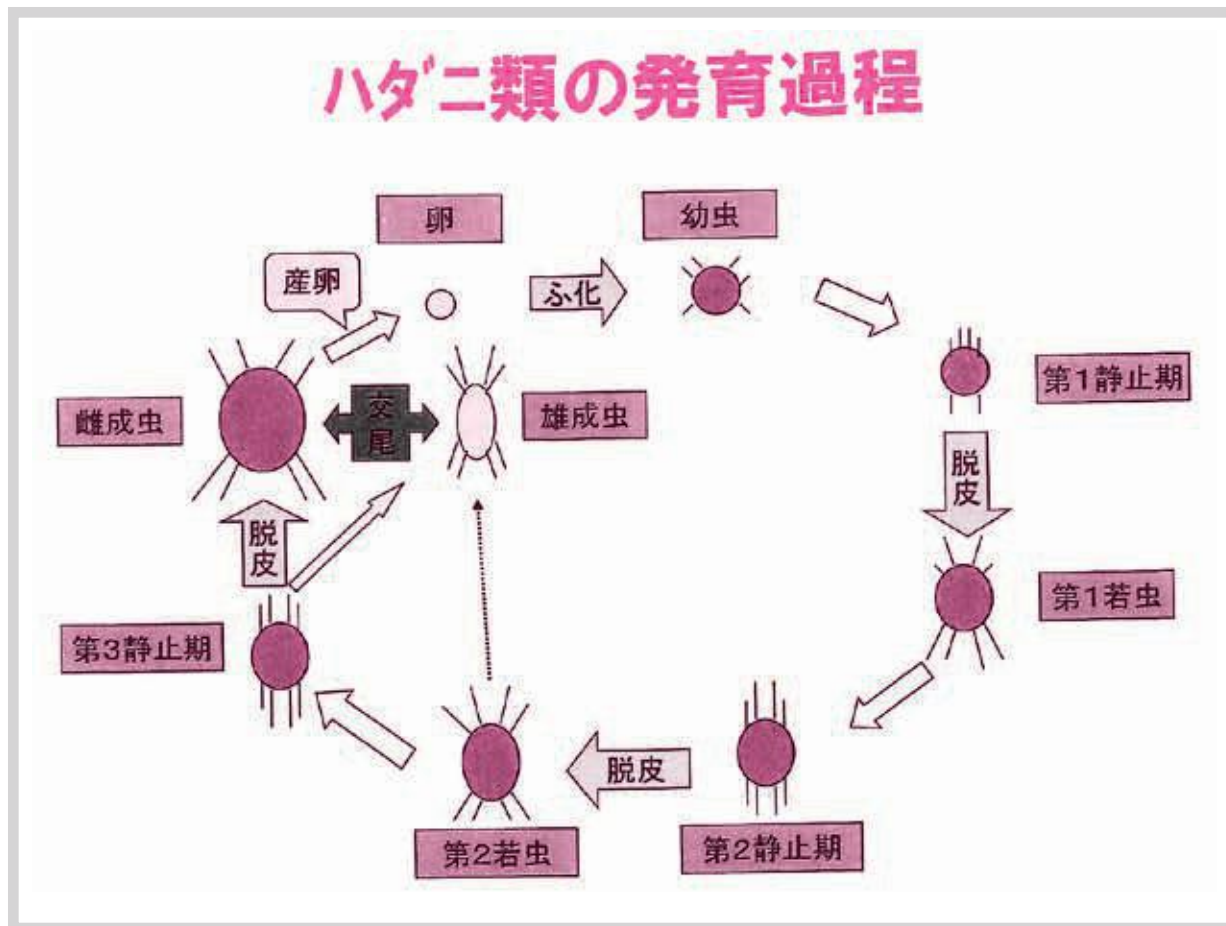 ハダニ類の発育過程
卵
幼虫
産卵
ふ化
第1静止期
雌成虫
交尾
雄成虫
脱皮
脱皮
第1若虫
第3静止期
脱皮
第2若虫
第2静止期